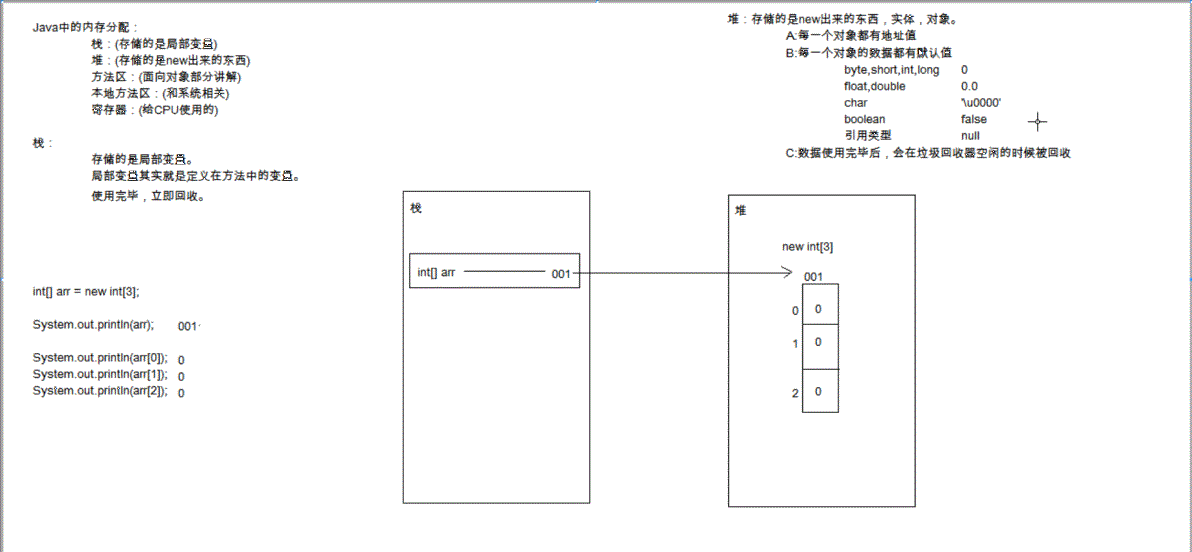 Java中的内存分配：
栈：(存储的是局部变量)
堆：(存储的是new出来的东西)
方法区：(面向对象部分讲解)
本地方法区：(和系统相关)
寄存器：(给CPU使用的)
栈：
存储的是局部变量。
局部变量其实就是定义在方法中的变量。
使用完毕，立即回收。
int[] arr = new int[3];
System.out.println(arr); 001
System.out.println(arr[0]); 0
System.out.println(arr[1]); 0
System.out.println(arr[2]); 0
栈
int[] arr 001
堆：存储的是new出来的东西，实体，对象。
A:每一个对象都有地址值
B:每一个对象的数据都有默认值
byte,short,int,long 0
float,double 0.0
char '\u0000'
boolean false
引用类型 null
C:数据使用完毕后，会在垃圾回收器空闲的时候被回收
堆
new int[3]
001
0 0
1 0
2 0